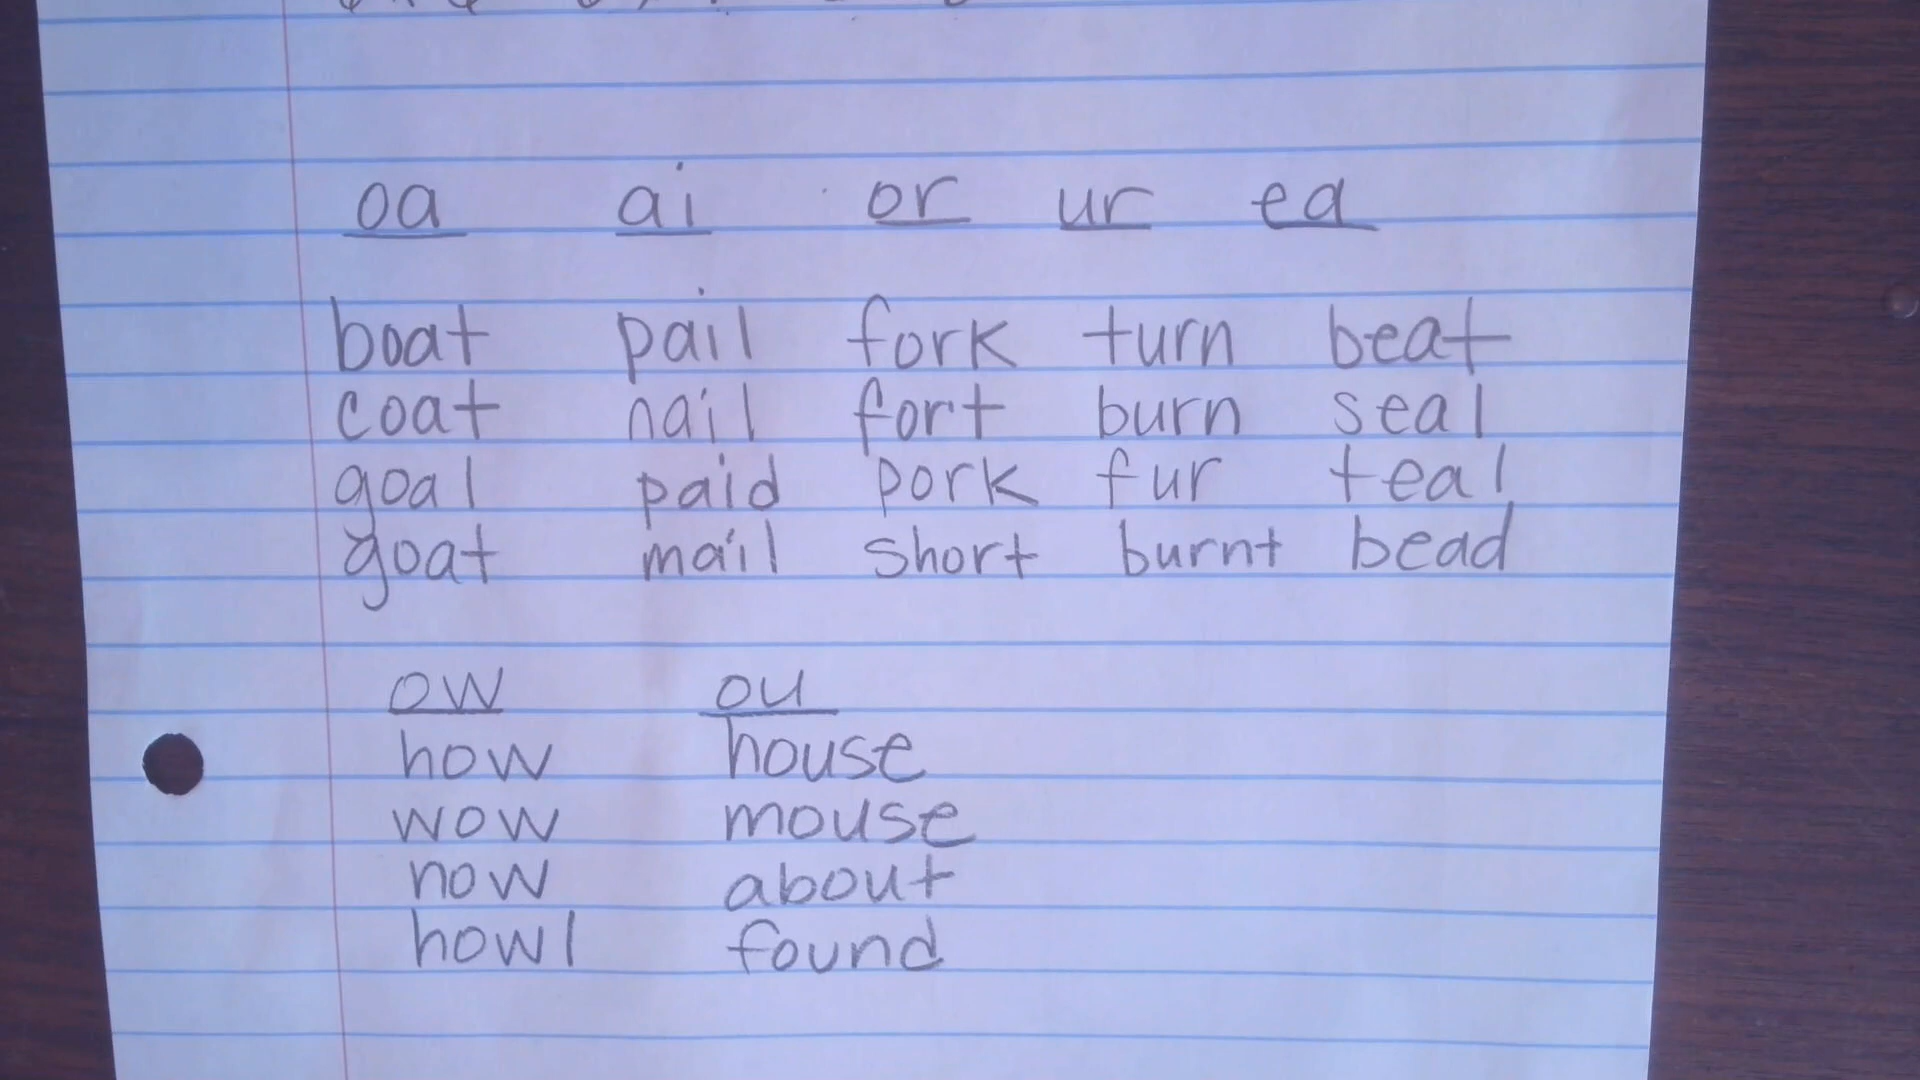 oa ai or ur ea
boat pail fork turn beat
coat nail fort burn seal
goal paid pork fur teal
goat mail short burnt bead
ow ou
how house
wow mouse
now about
howl found